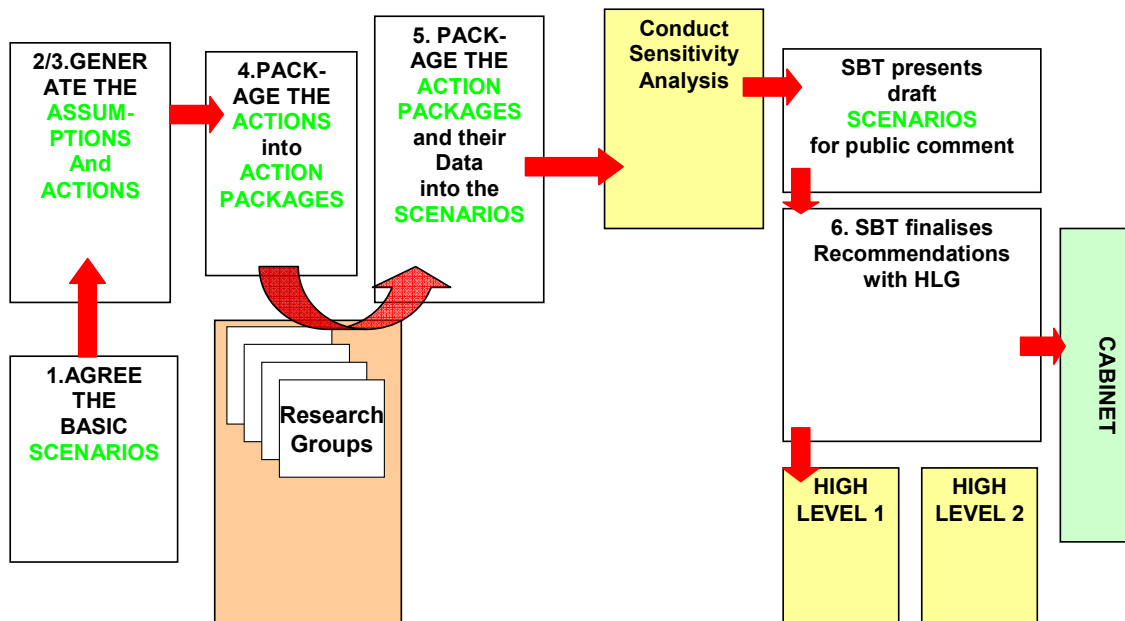 1.AGREE
THE
BASIC
SCENARIOS
2/3.GENER
ATE THE
ASSUM-
PTIONS
And
ACTIONS
4.PACK-
AGE THE
ACTIONS
into
ACTION
PACKAGES
Research
Groups
5. PACK-
AGE THE
ACTION
PACKAGES
and their
Data
into the
SCENARIOS
Conduct
Sensitivity
Analysis
SBT presents
draft
SCENARIOS
for public comment
6. SBT finalises
Recommendations
with HLG
HIGH
LEVEL 1
HIGH
LEVEL 2
CABINET